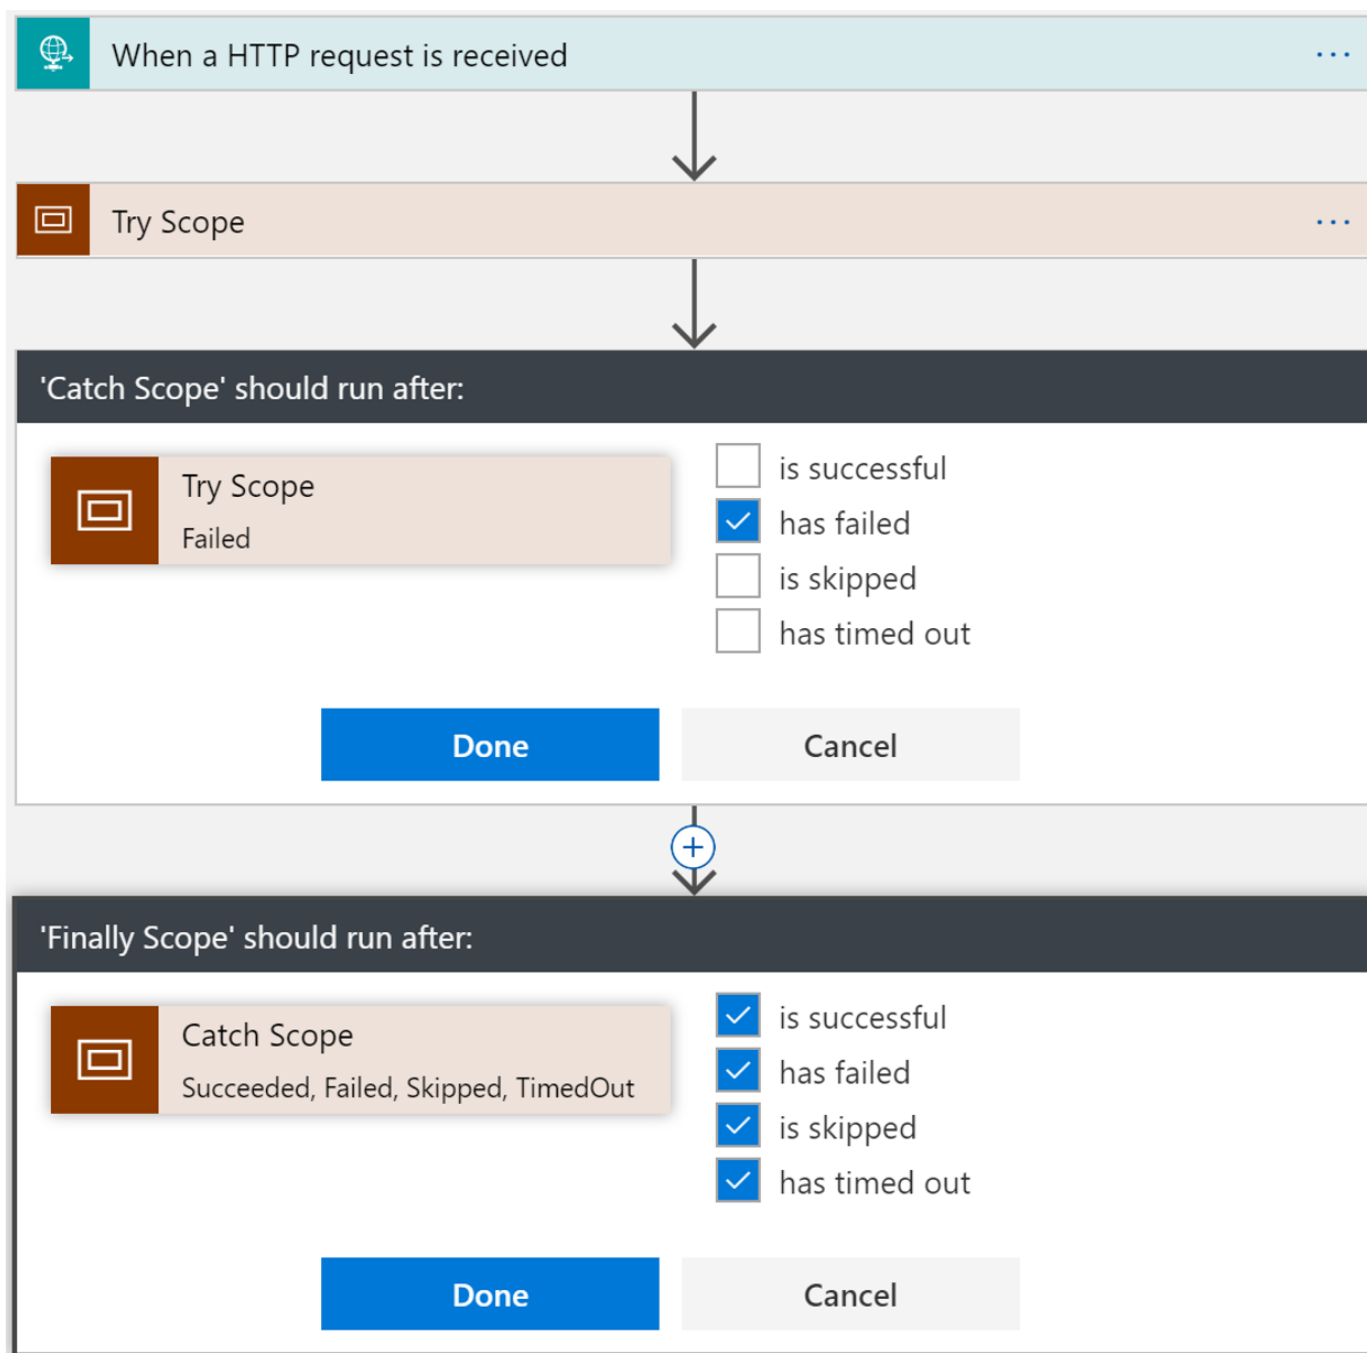 When a HTTP request is received
Try Scope
'Catch Scope' should run after:
Try Scope
Failed
is successful
has failed
is skipped
has timed out
Done
Cancel
'Finally Scope' should run after:
Catch Scope
Succeeded, Failed, Skipped, TimedOut
is successful
has failed
is skipped
has timed out
Done
Cancel